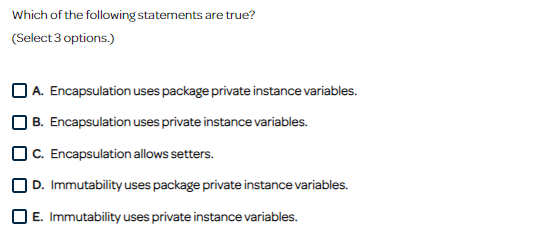 Which of the following statements are true?
(Select 3 options.)
A. Encapsulation uses package private instance variables.
B. Encapsulation uses private instance variables.
C. Encapsulation allows setters.
D. Immutability uses package private instance variables.
E. Immutability uses private instance variables.